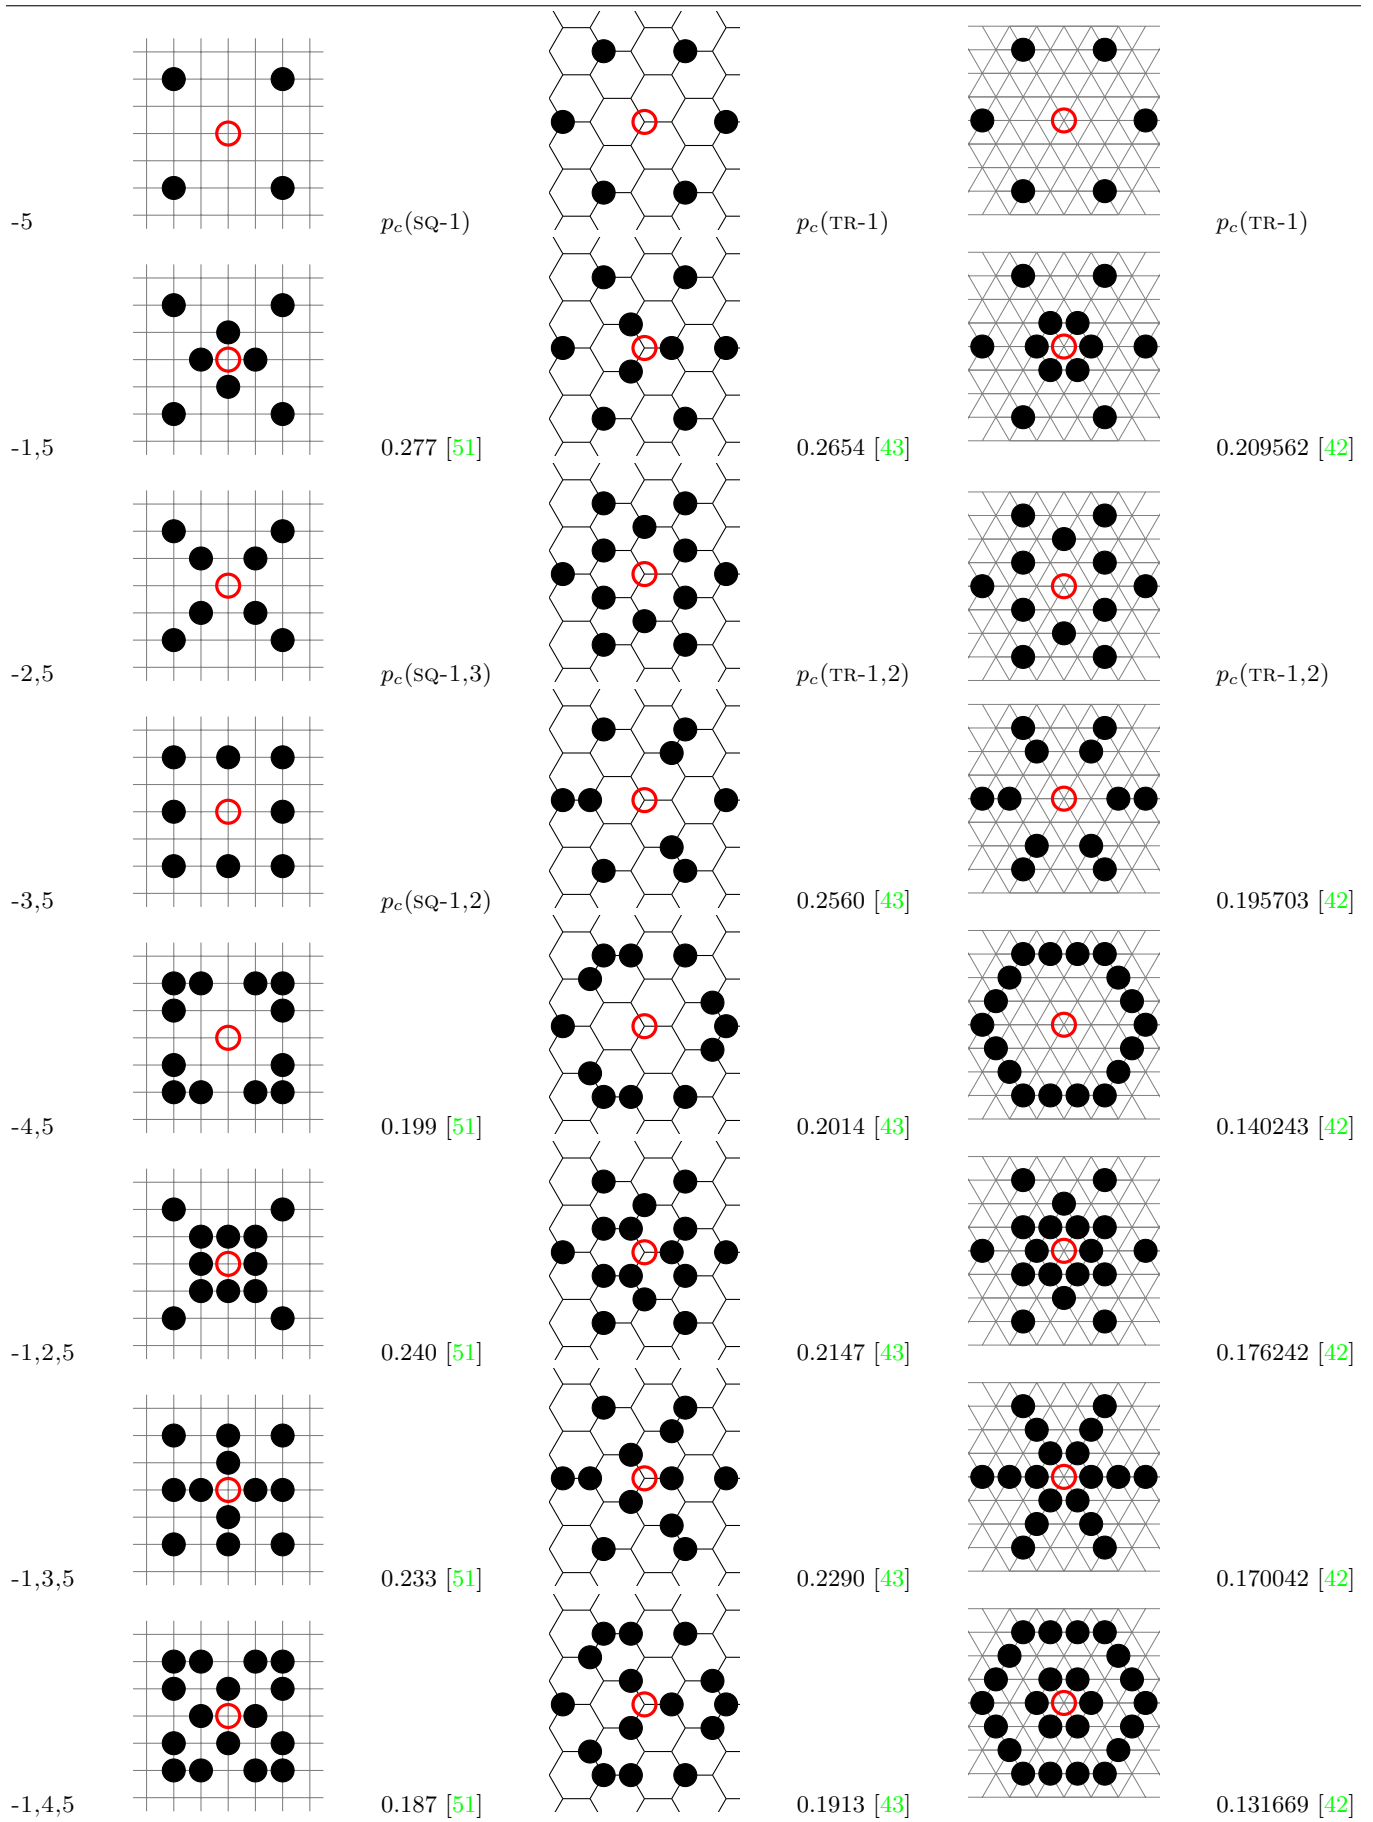 -5 p_c(SQ-1) p_c(TR-1) p_c(TR-1)
-1,5 0.277 [51] 0.2654 [43] 0.209562 [42]
-2,5 p_c(SQ-1,3) p_c(TR-1,2) p_c(TR-1,2)
-3,5 p_c(SQ-1,2) 0.2560 [43] 0.195703 [42]
-4,5 0.199 [51] 0.2014 [43] 0.140243 [42]
-1,2,5 0.240 [51] 0.2147 [43] 0.176242 [42]
-1,3,5 0.233 [51] 0.2290 [43] 0.170042 [42]
-1,4,5 0.187 [51] 0.1913 [43] 0.131669 [42]